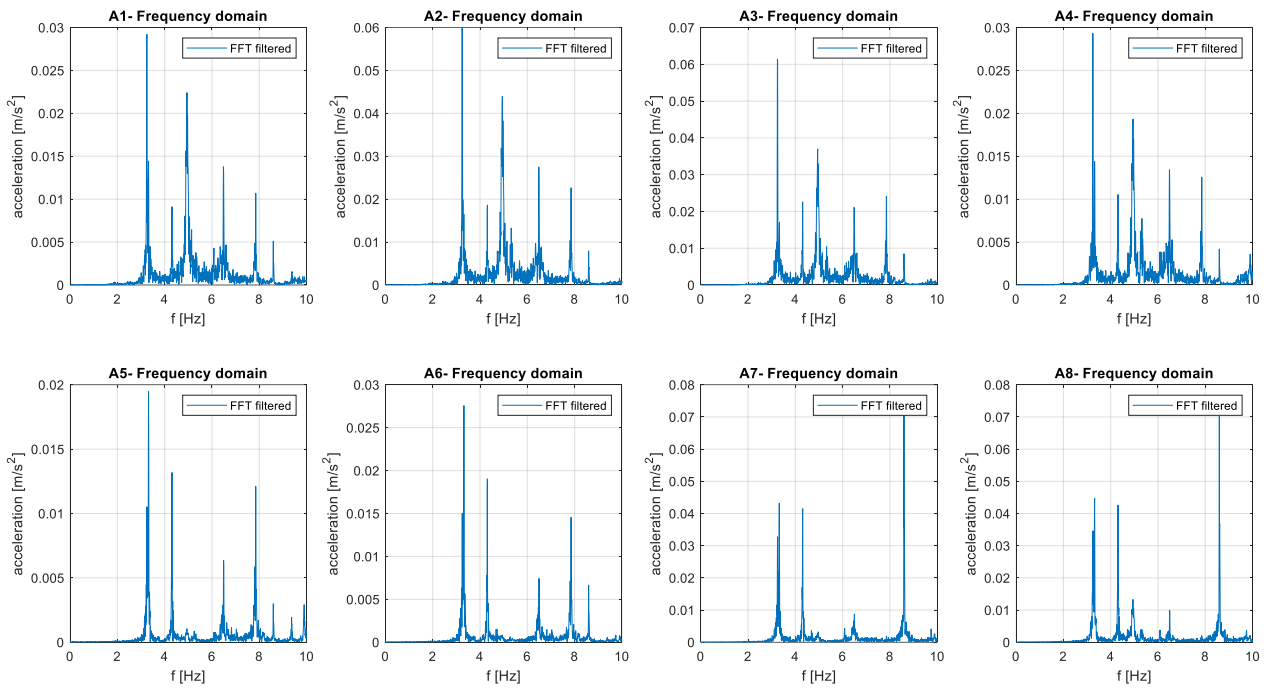 A1- Frequency domain
FFT filtered
acceleration [m/s²]
0.03
0.025
0.02
0.015
0.01
0.005
0
0 2 4 6 8 10
f [Hz]
A2- Frequency domain
FFT filtered
acceleration [m/s²]
0.06
0.05
0.04
0.03
0.02
0.01
0
0 2 4 6 8 10
f [Hz]
A3- Frequency domain
FFT filtered
acceleration [m/s²]
0.07
0.06
0.05
0.04
0.03
0.02
0.01
0
0 2 4 6 8 10
f [Hz]
A4- Frequency domain
FFT filtered
acceleration [m/s²]
0.03
0.025
0.02
0.015
0.01
0.005
0
0 2 4 6 8 10
f [Hz]
A5- Frequency domain
FFT filtered
acceleration [m/s²]
0.02
0.015
0.01
0.005
0
0 2 4 6 8 10
f [Hz]
A6- Frequency domain
FFT filtered
acceleration [m/s²]
0.03
0.025
0.02
0.015
0.01
0.005
0
0 2 4 6 8 10
f [Hz]
A7- Frequency domain
FFT filtered
acceleration [m/s²]
0.08
0.07
0.06
0.05
0.04
0.03
0.02
0.01
0
0 2 4 6 8 10
f [Hz]
A8- Frequency domain
FFT filtered
acceleration [m/s²]
0.08
0.07
0.06
0.05
0.04
0.03
0.02
0.01
0
0 2 4 6 8 10
f [Hz]